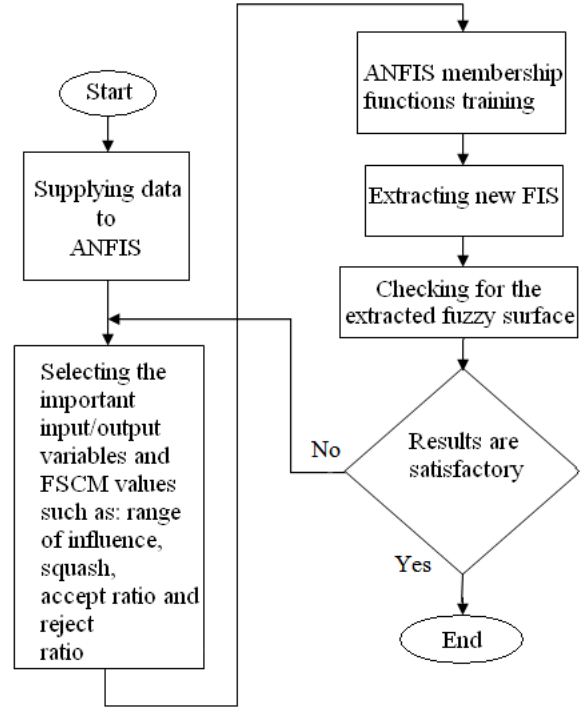 Start
Supplying data
to
ANFIS
Selecting the
important
input/output
variables and
FSCM values
such as: range
of influence,
squash,
accept ratio and
reject
ratio
ANFIS membership
functions training
Extracting new FIS
Checking for the
extracted fuzzy surface
Results are
satisfactory
No
Yes
End